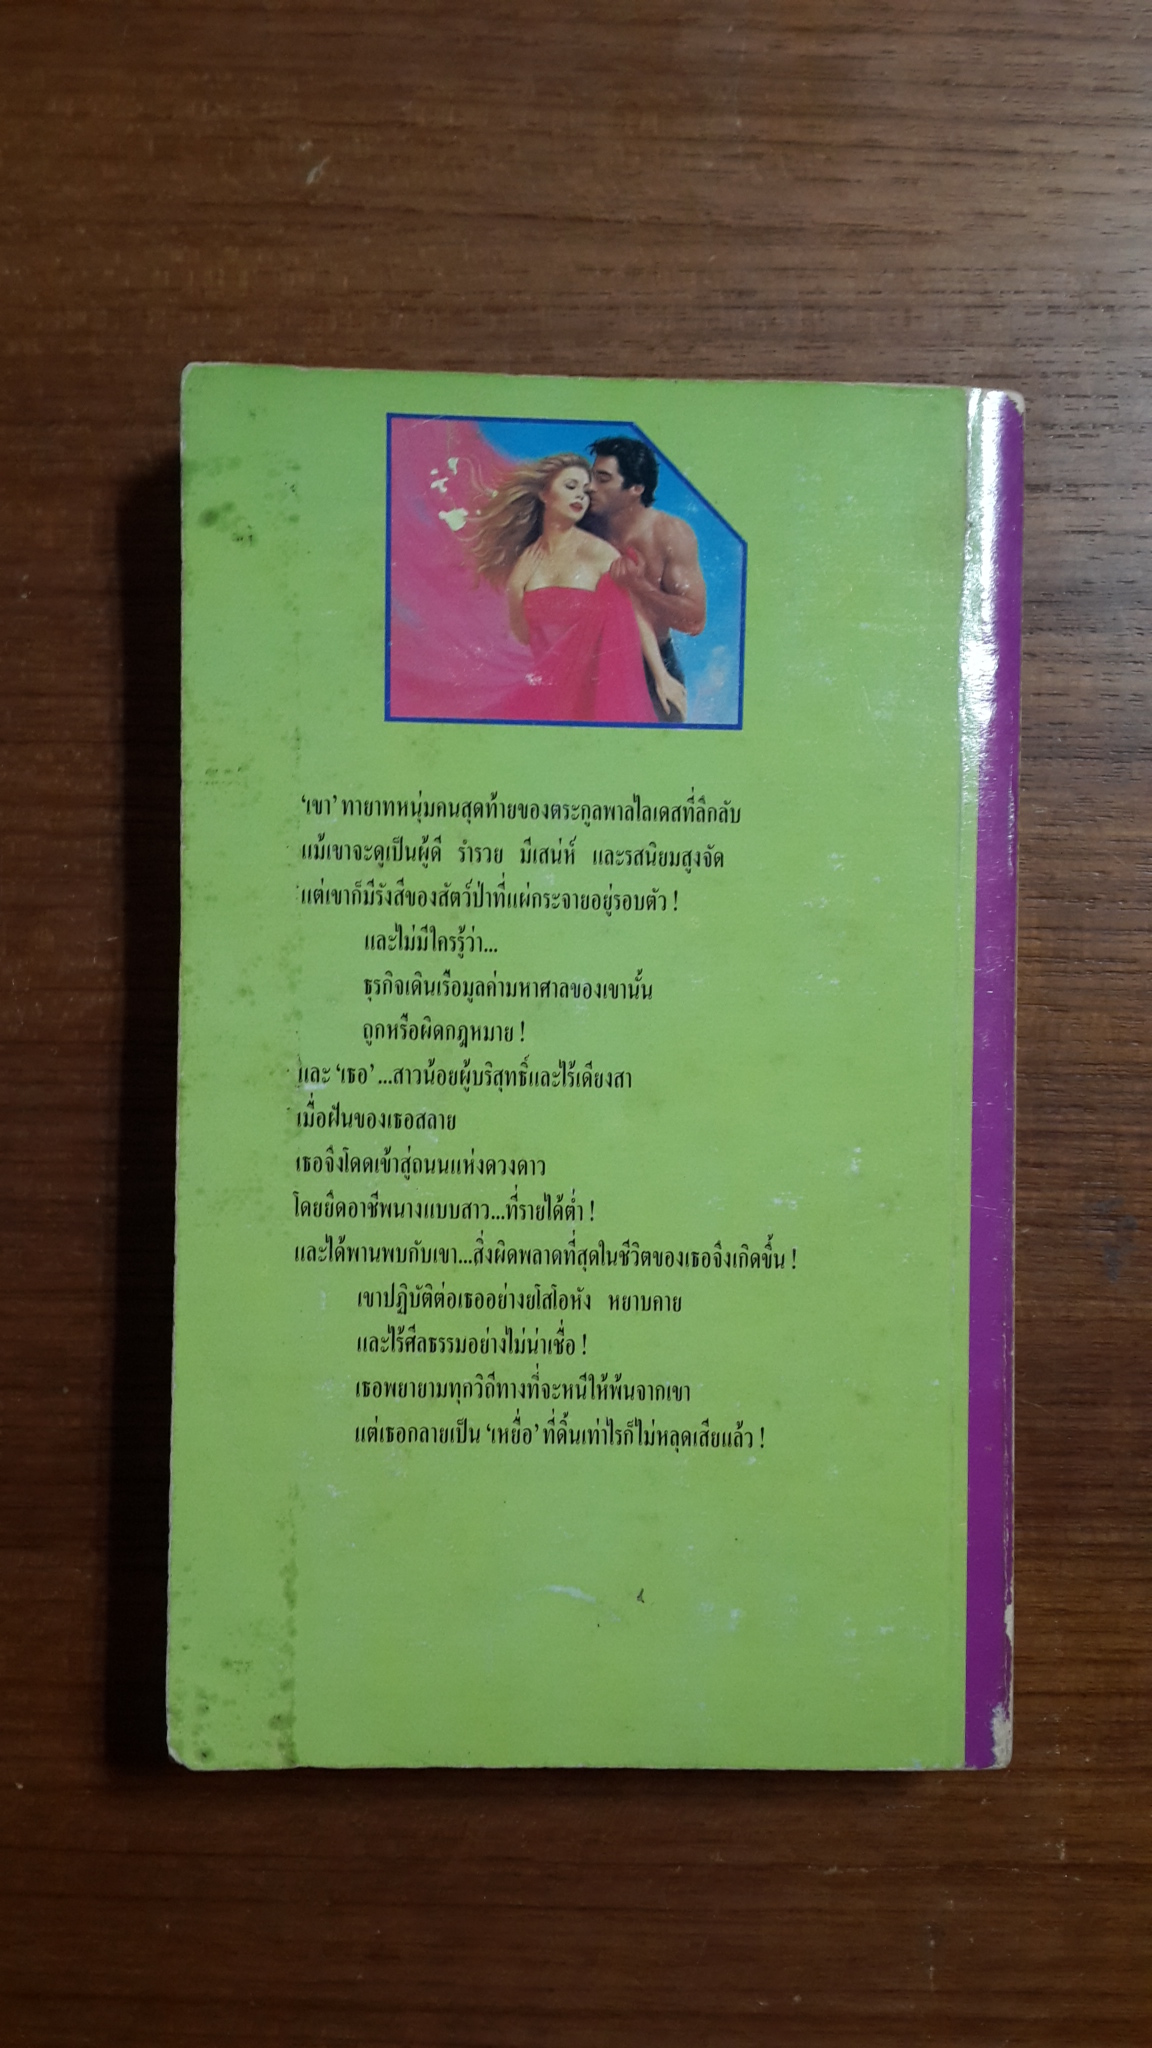 ‘เขา’ ทายาทหนุ่มคนสุดท้ายของตระกูลพาลไลเดสที่ลึกลับ
แม้เขาจะดูเป็นผู้ดี ร่ำรวย มีเสน่ห์ และรสนิยมสูงจัด
แต่เขาก็มีรังสีของสัตว์ป่าที่แผ่กระจายอยู่รอบตัว !
และไม่มีใครรู้ว่า...
ธุรกิจเดินเรือมูลค่ามหาศาลของเขานั้น
ถูกหรือผิดกฎหมาย !
และ ‘เธอ’ ...สาวน้อยผู้บริสุทธิ์และไร้เดียงสา
เมื่อฝันของเธอสลาย
เธอจึงโดดเข้าสู่ถนนแห่งดวงดาว
โดยยึดอาชีพนางแบบสาว...ที่รายได้ต่ำ !
และได้พานพบกับเขา...สิ่งผิดพลาดที่สุดในชีวิตของเธอจึงเกิดขึ้น !
เขาปฏิบัติต่อเธออย่างยโสโอหัง หยาบคาย
และไร้ศีลธรรมอย่างไม่น่าเชื่อ !
เธอพยายามทุกวิถีทางที่จะหนีให้พ้นจากเขา
แต่เธอกลายเป็น ‘เหยื่อ’ ที่ดิ้นเท่าไรก็ไม่หลุดเสียแล้ว !